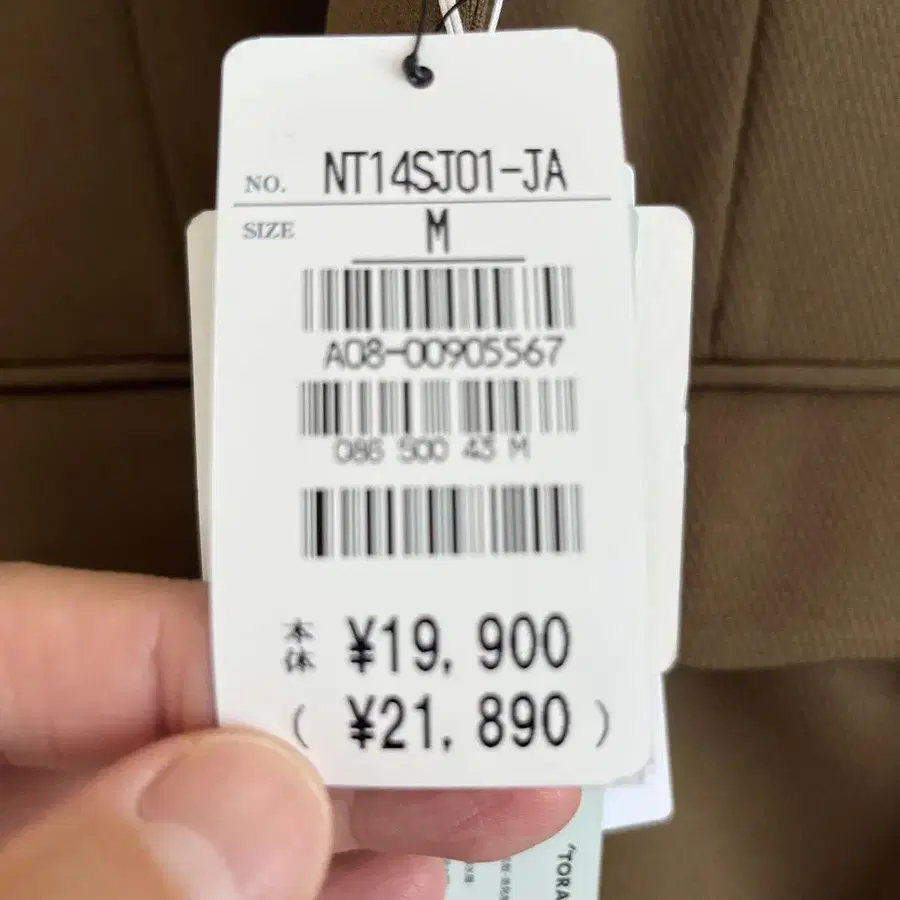 NO. NT14SJ01-JA
SIZE M
A08-00905567
086 500 43 M
本体 ¥19,900
( ¥21,890 )
"TORA